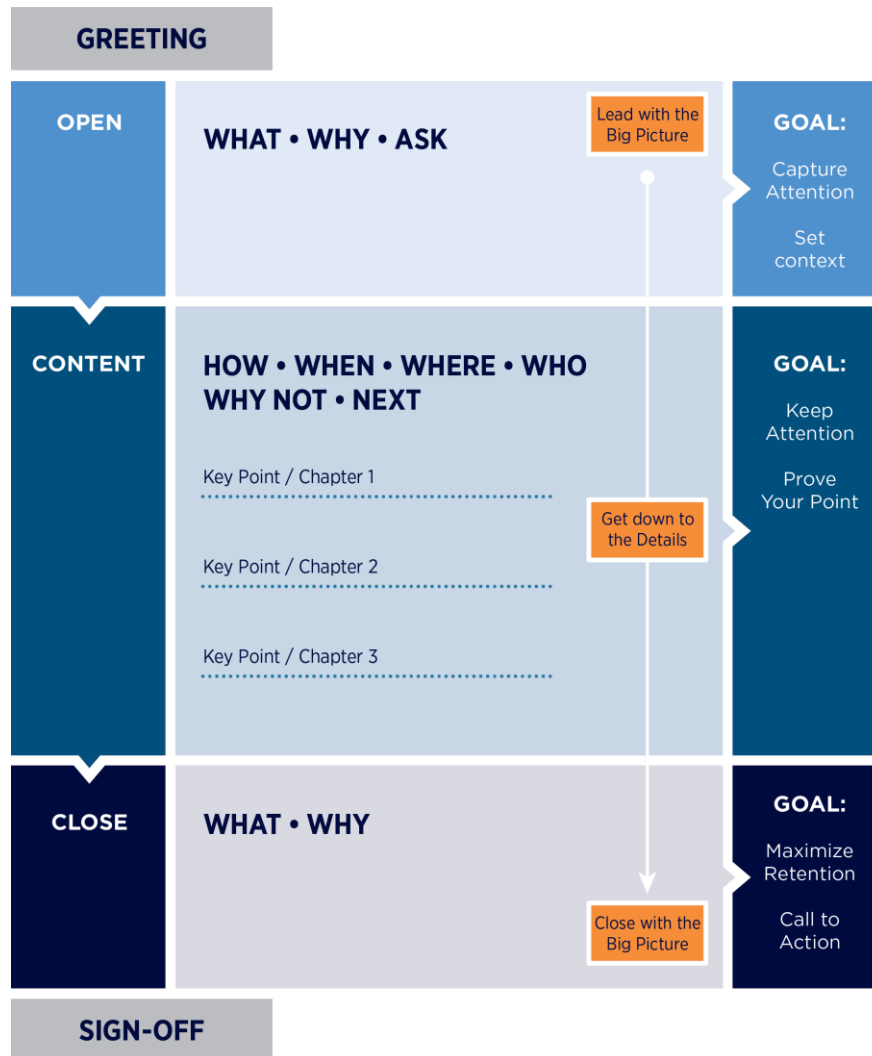 GREETING
OPEN
WHAT • WHY • ASK
Lead with the
Big Picture
GOAL:
Capture
Attention
Set
context
CONTENT
HOW • WHEN • WHERE • WHO
WHY NOT • NEXT
Key Point / Chapter 1
Key Point / Chapter 2
Key Point / Chapter 3
Get down to
the Details
GOAL:
Keep
Attention
Prove
Your Point
CLOSE
WHAT • WHY
Close with the
Big Picture
GOAL:
Maximize
Retention
Call to
Action
SIGN-OFF